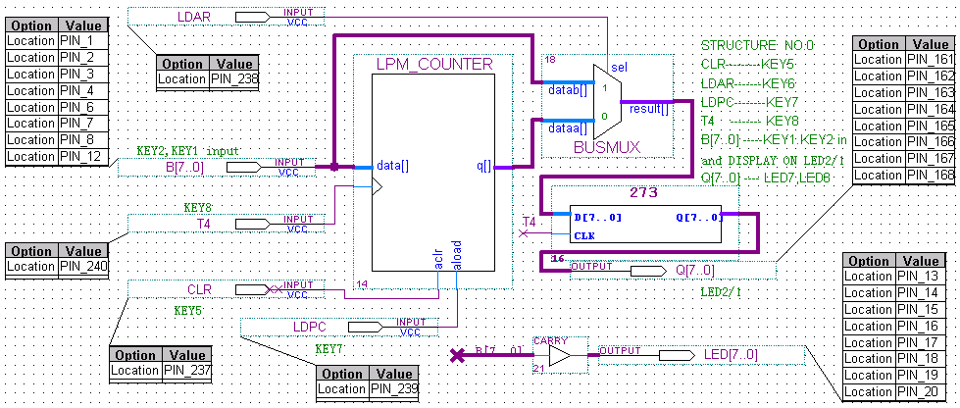 LDAR
INPUT
VCC
Option Value
Location PIN_1
Location PIN_2
Location PIN_3
Location PIN_4
Location PIN_6
Location PIN_7
Location PIN_8
Location PIN_12
Option Value
Location PIN_238
LPM_COUNTER
18
sel
datab[]
1
result[]
dataa[]
0
BUSMUX
STRUCTURE NO.0
CLR-------KEY5
LDAR------KEY6
LDPC-------KEY7
T4 ------KEY8
B[7..0] ----KEY1.KEY2 in
and DISPLAY ON LED2/1
Q[7..0] ---- LED7,LED8
Option Value
Location PIN_161
Location PIN_162
Location PIN_163
Location PIN_164
Location PIN_165
Location PIN_166
Location PIN_167
Location PIN_168
KEY2,KEY1 input
B[7..0]
INPUT
VCC
data[]
q[]
KEY8
T4
INPUT
VCC
273
D[7..0] Q[7..0]
T4
CLK
16
OUTPUT
Q[7..0]
LED2/1
Option Value
Location PIN_240
aclr
aload
14
CLR
INPUT
VCC
KEY5
LDPC
INPUT
VCC
KEY7
Option Value
Location PIN_237
Option Value
Location PIN_239
B[7..0]
CARRY
21
OUTPUT
LED[7..0]
Option Value
Location PIN_13
Location PIN_14
Location PIN_15
Location PIN_16
Location PIN_17
Location PIN_18
Location PIN_19
Location PIN_20